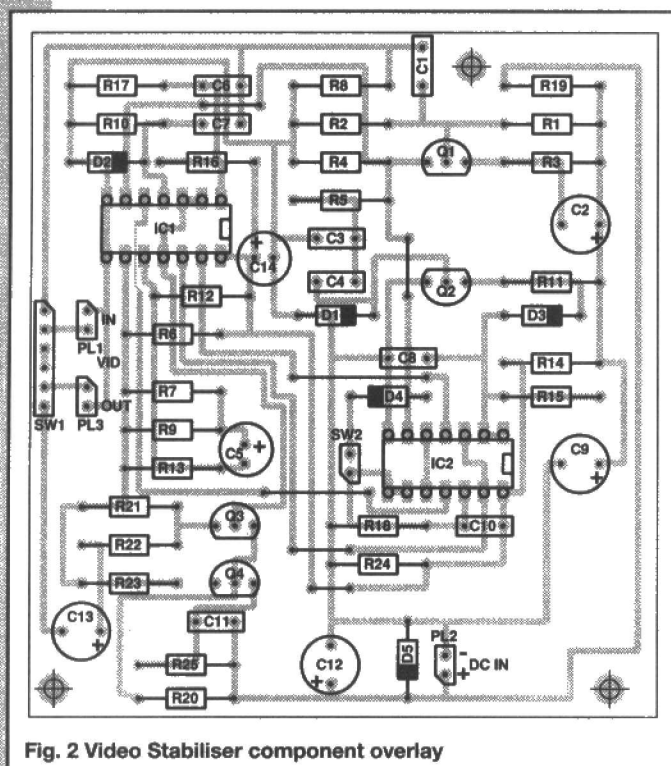 C1
R17
C6
R8
R19
R10
C7
R2
R1
D2
R16
R4
Q1
R3
R5
C2
IC1
C3
C14
C4
Q2
R11
R12
D1
D3
IN
PL1
R6
VID
C8
R14
R7
D4
R15
OUT
SW1
PL3
R9
SW2
C5
IC2
C9
R13
R21
Q3
R18
C10
R22
R24
R23
Q4
C13
C11
PL2
D5
- 
R25
C12
DC IN
+
R20
Fig. 2 Video Stabiliser component overlay